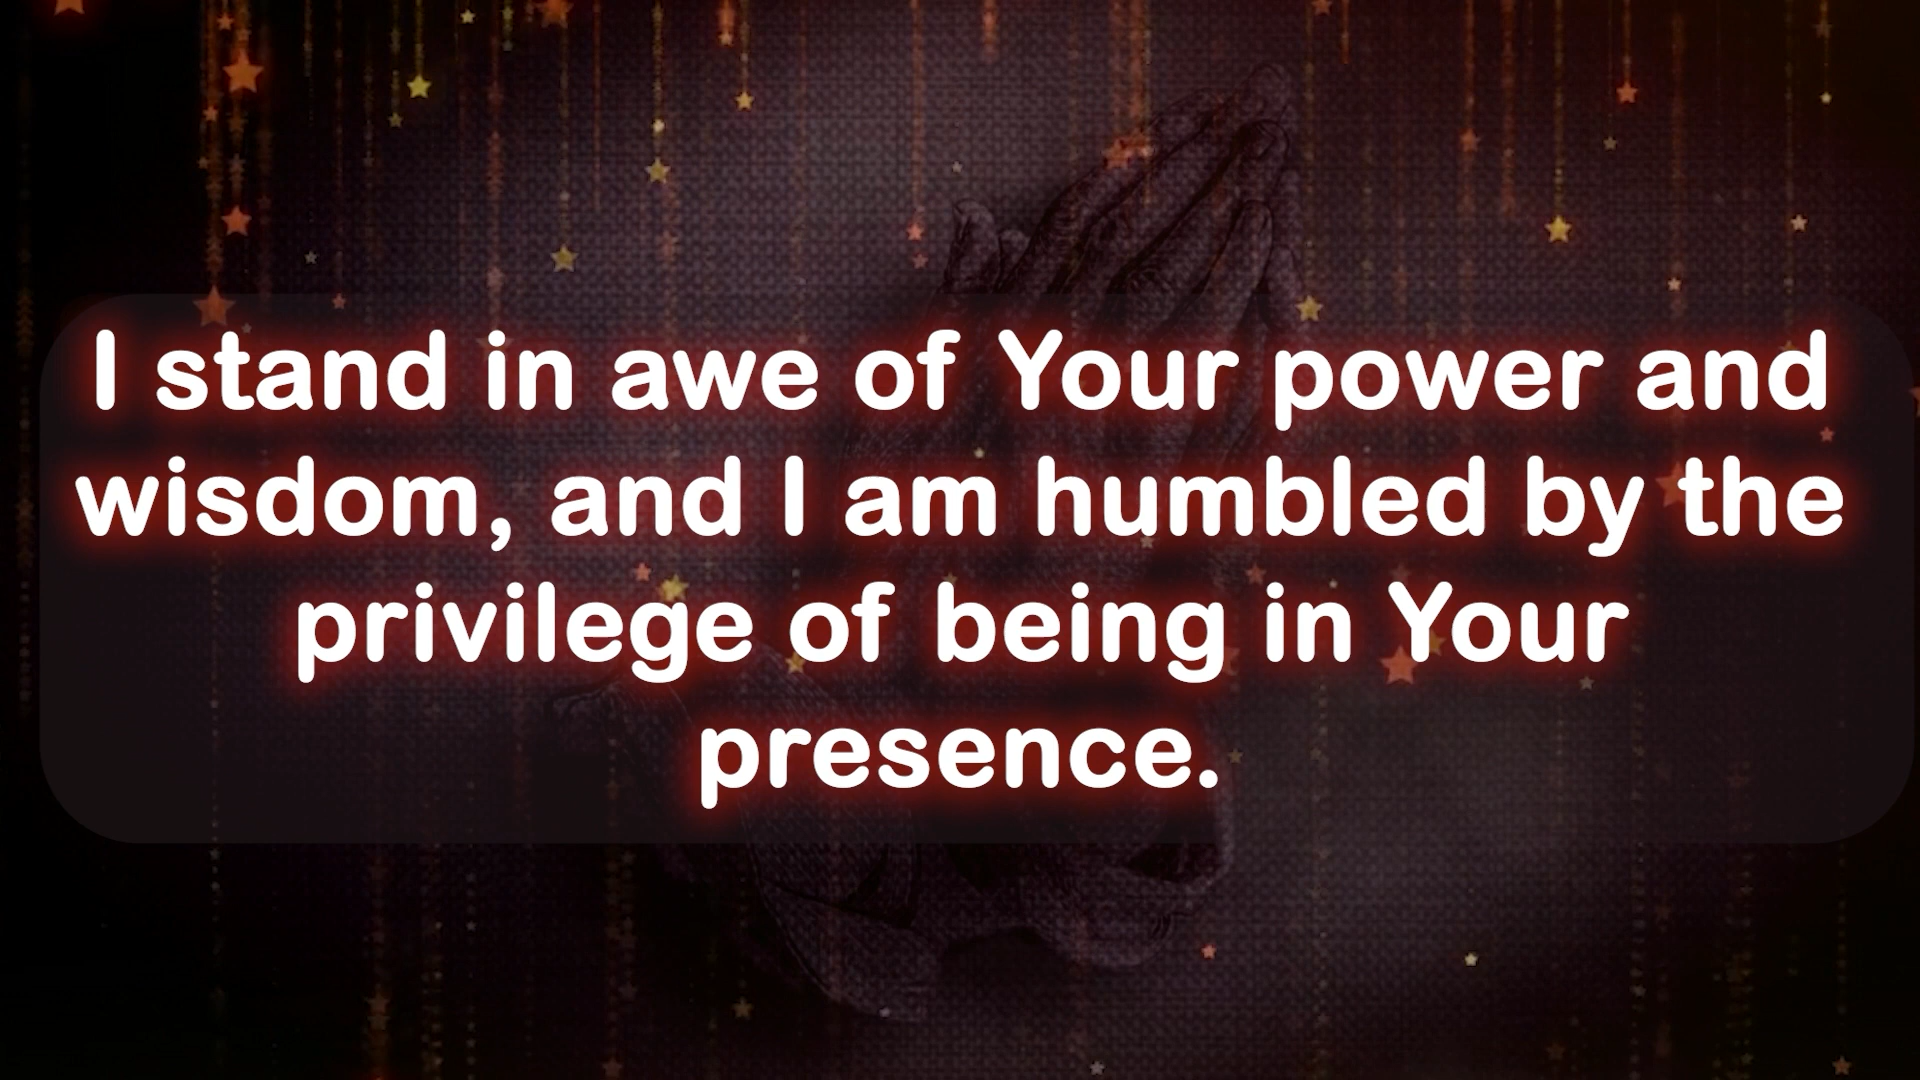 I stand in awe of Your power and
wisdom, and I am humbled by the
privilege of being in Your
presence.